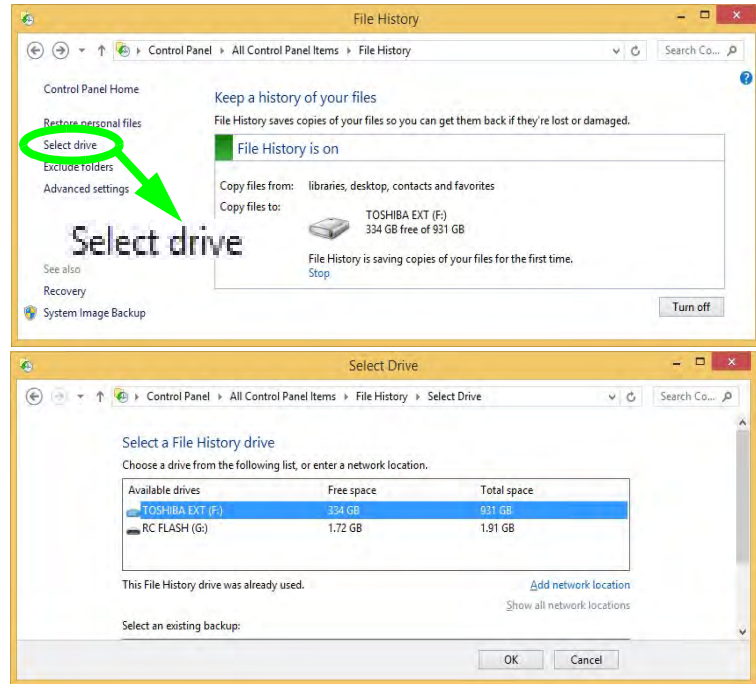 File History
Control Panel ▸ All Control Panel Items ▸ File History
Search Co...
Control Panel Home
Restore personal files
Select drive
Exclude folders
Advanced settings
Select drive
See also
Recovery
System Image Backup
Keep a history of your files
File History saves copies of your files so you can get them back if they're lost or damaged.
File History is on
Copy files from: libraries, desktop, contacts and favorites
Copy files to:
TOSHIBA EXT (F:)
334 GB free of 931 GB
File History is saving copies of your files for the first time.
Stop
Turn off
Select Drive
Control Panel ▸ All Control Panel Items ▸ File History ▸ Select Drive
Search Co...
Select a File History drive
Choose a drive from the following list, or enter a network location.
Available drives Free space Total space
TOSHIBA EXT (F:) 334 GB 931 GB
RC FLASH (G:) 1.72 GB 1.91 GB
This File History drive was already used.
Add network location
Show all network locations
Select an existing backup:
OK Cancel